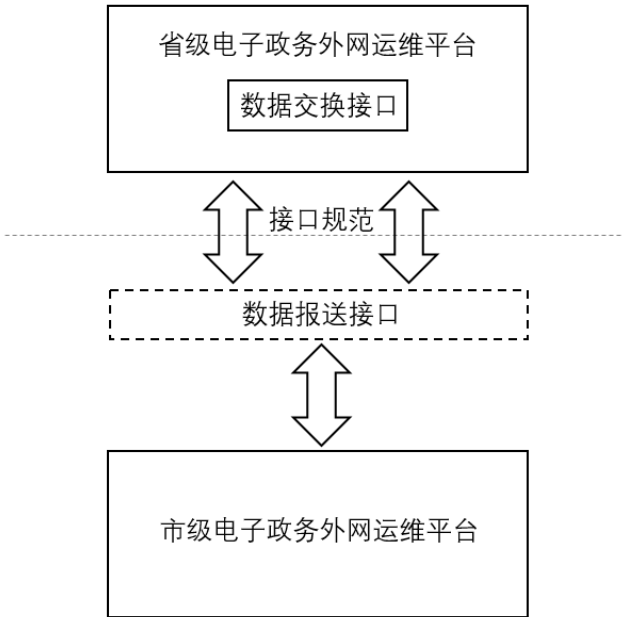 省级电子政务外网运维平台
数据交换接口
接口规范
数据报送接口
市级电子政务外网运维平台